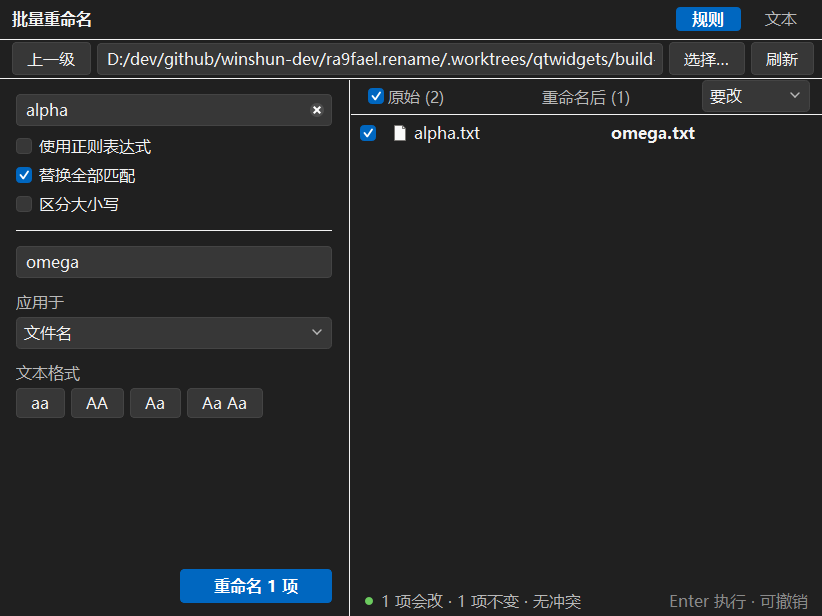 批量重命名 规则 文本
上一级 D:/dev/github/winshun-dev/ra9fael.rename/.worktrees/qtwidgets/build- 选择... 刷新
alpha
使用正则表达式
替换全部匹配
区分大小写
omega
应用于
文件名
文本格式
aa AA Aa Aa Aa
重命名 1 项
原始 (2) 重命名后 (1) 要改
alpha.txt omega.txt
1 项会改 · 1 项不变 · 无冲突 Enter 执行 · 可撤销